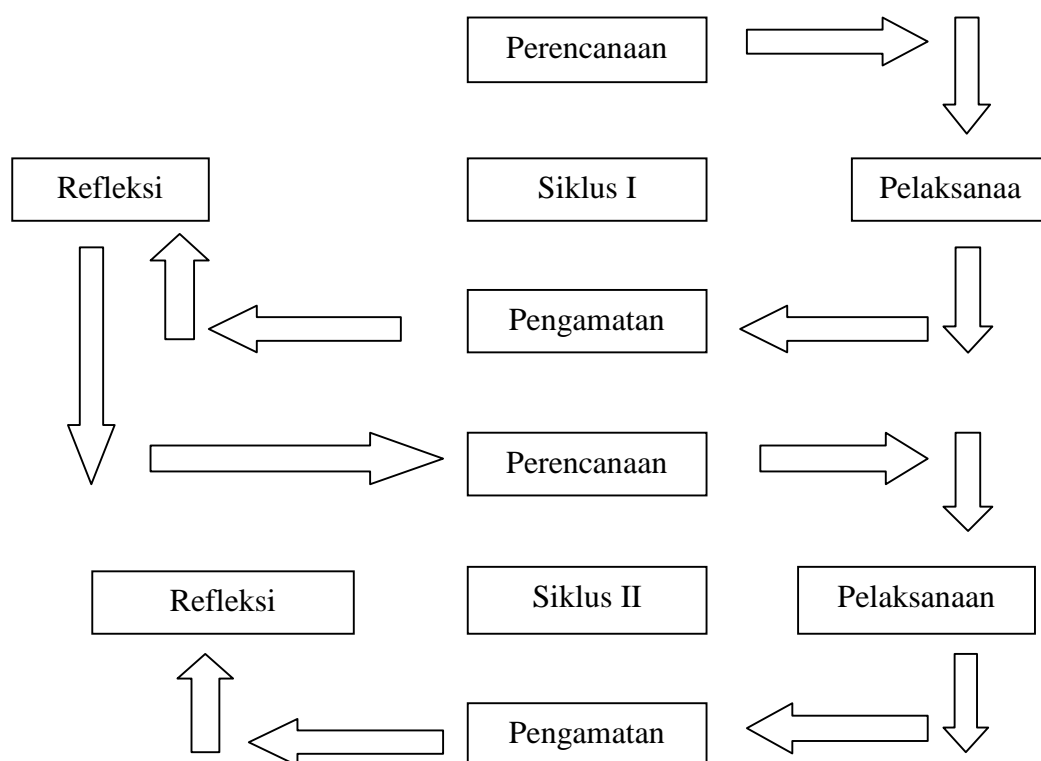 Perencanaan
Refleksi
Siklus I
Pelaksanaa
Pengamatan
Perencanaan
Refleksi
Siklus II
Pelaksanaan
Pengamatan